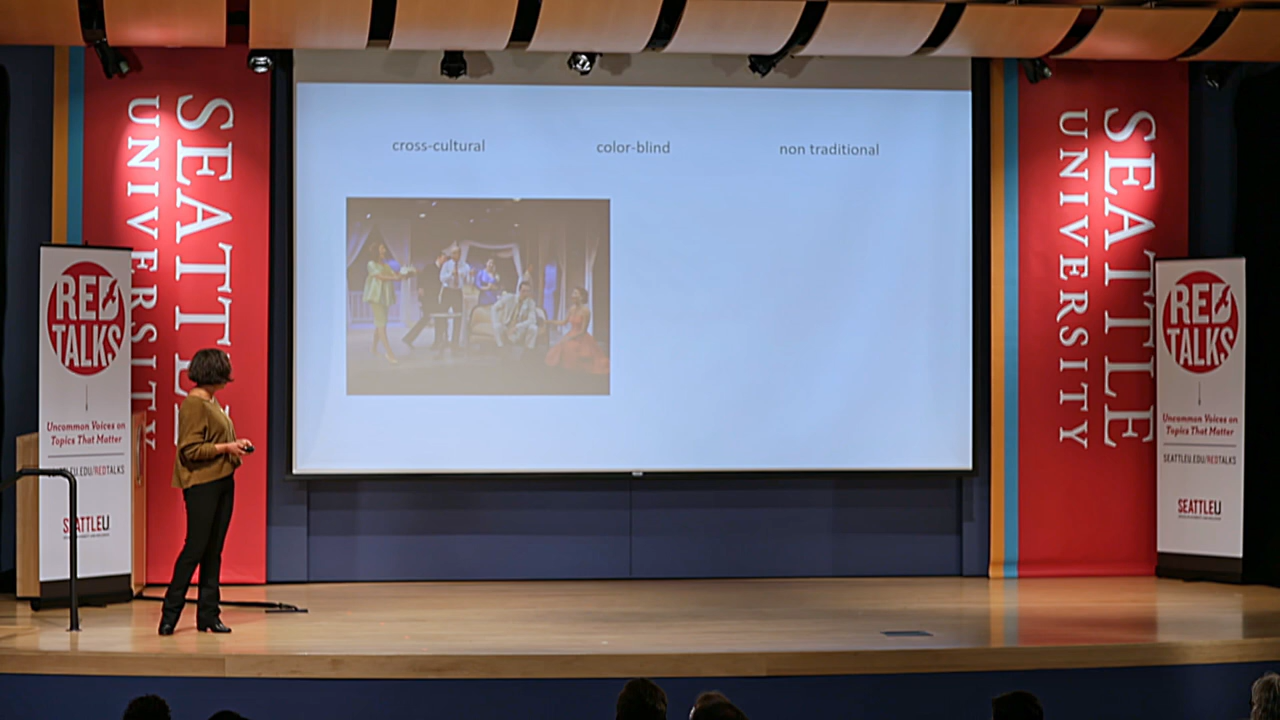 cross-cultural
color-blind
non traditional
SEATTLE
UNIVERSITY
RED
TALKS
Uncommon Voices on
Topics That Matter
SEATTLEU.EDU/REDTALKS
SEATTLEU
SEATTLE
UNIVERSITY
RED
TALKS
Uncommon Voices on
Topics That Matter
SEATTLEU.EDU/REDTALKS
SEATTLEU